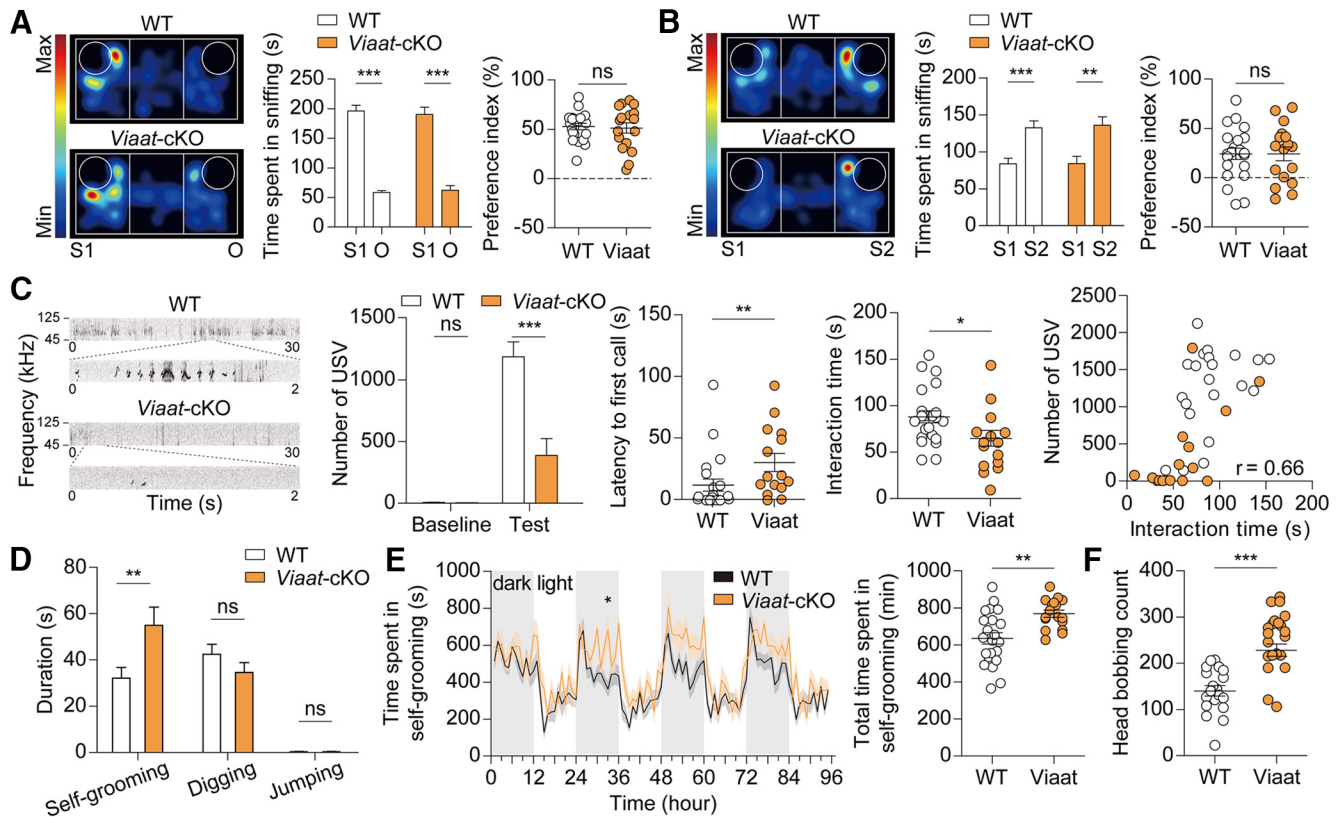 A
WT
Max
Min
Viaat-cKO
S1 O
WT
Viaat-cKO
Time spent in sniffing (s)
250
200
150
100
50
0
*** ***
S1 O S1 O
Preference index (%)
100
50
0
-50
ns
WT Viaat
B
WT
Max
Min
Viaat-cKO
S1 S2
WT
Viaat-cKO
Time spent in sniffing (s)
200
150
100
50
0
*** **
S1 S2 S1 S2
Preference index (%)
100
50
0
-50
ns
WT Viaat
C
WT
Frequency (kHz)
125
45
0 30
0 2
Viaat-cKO
125
45
0 30
0 2
Time (s)
WT Viaat-cKO
Number of USV
1500
1000
500
0
ns ***
Baseline Test
Latency to first call (s)
150
100
50
0
**
WT Viaat
Interaction time (s)
200
150
100
50
0
*
WT Viaat
Number of USV
2500
2000
1500
1000
500
0
r = 0.66
0 50 100 150 200
Interaction time (s)
D
WT
Viaat-cKO
Duration (s)
80
60
40
20
0
** ns ns
Self-grooming Digging Jumping
E
dark light
WT
Viaat-cKO
*
Time spent in
self-grooming (s)
1000
800
600
400
200
0
0 12 24 36 48 60 72 84 96
Time (hour)
Total time spent in
self-grooming (min)
1000
800
600
400
200
0
**
WT Viaat
F
Head bobbing count
400
300
200
100
0
***
WT Viaat